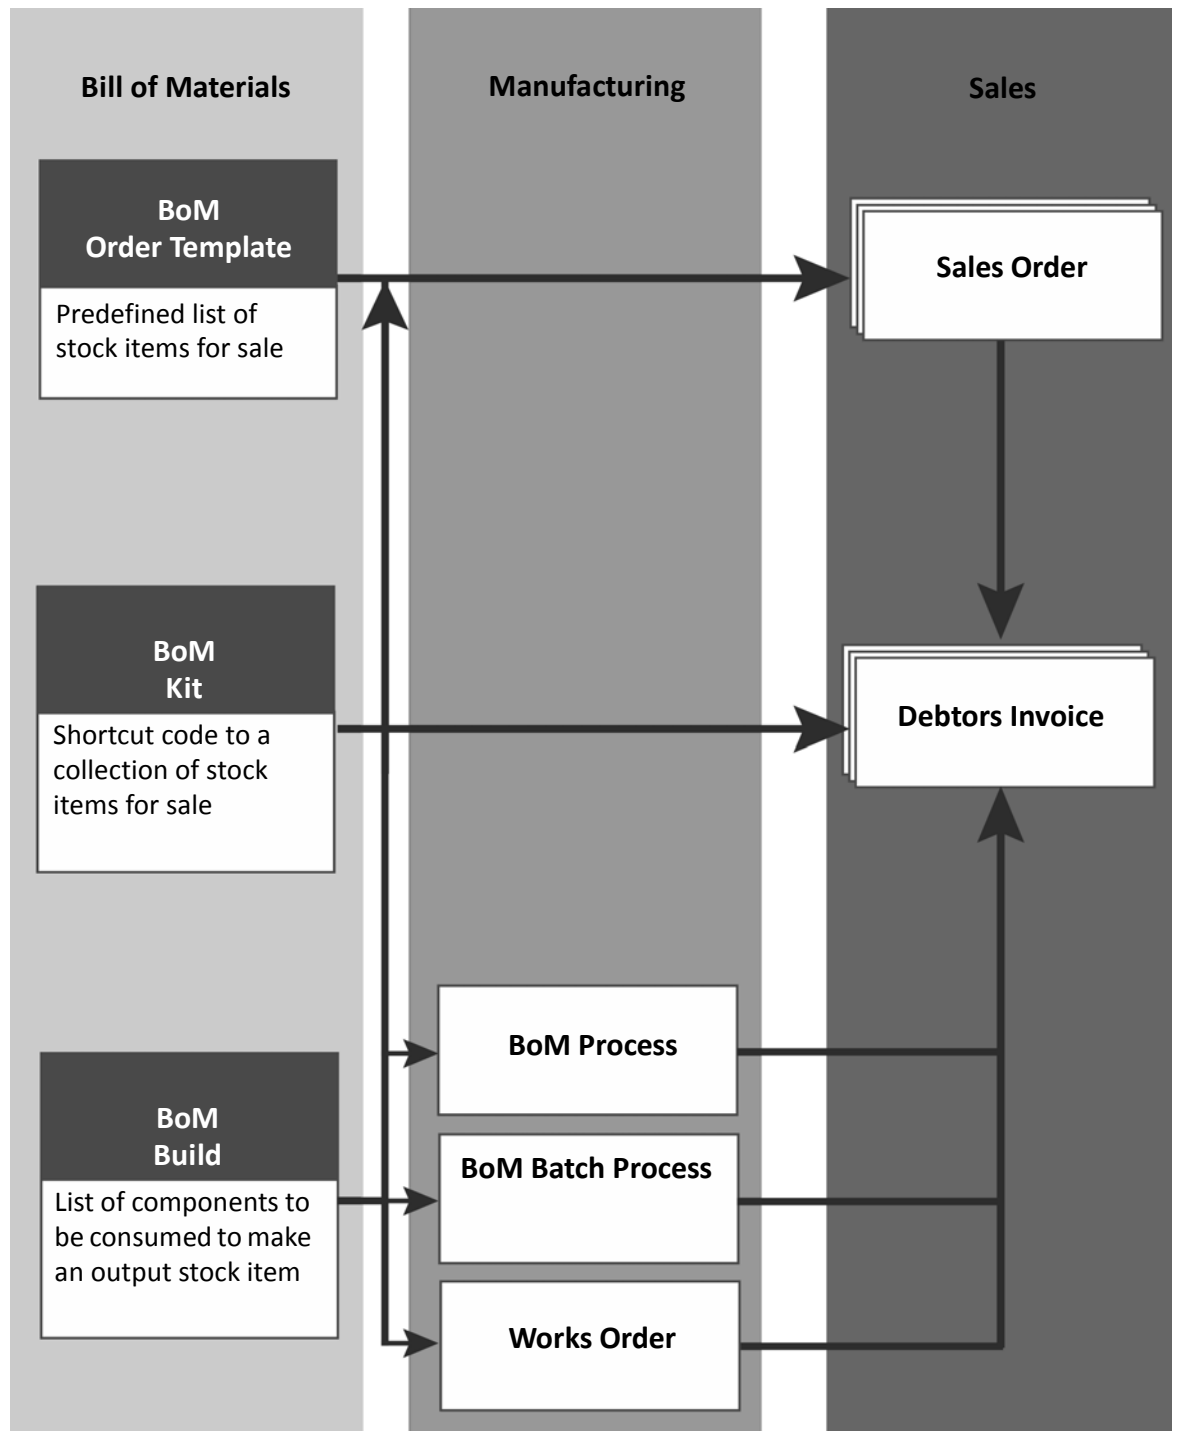 Bill of Materials
Manufacturing
Sales
BoM
Order Template
Predefined list of
stock items for sale
Sales Order
BoM
Kit
Shortcut code to a
collection of stock
items for sale
Debtors Invoice
BoM Process
BoM
Build
List of components to
be consumed to make
an output stock item
BoM Batch Process
Works Order